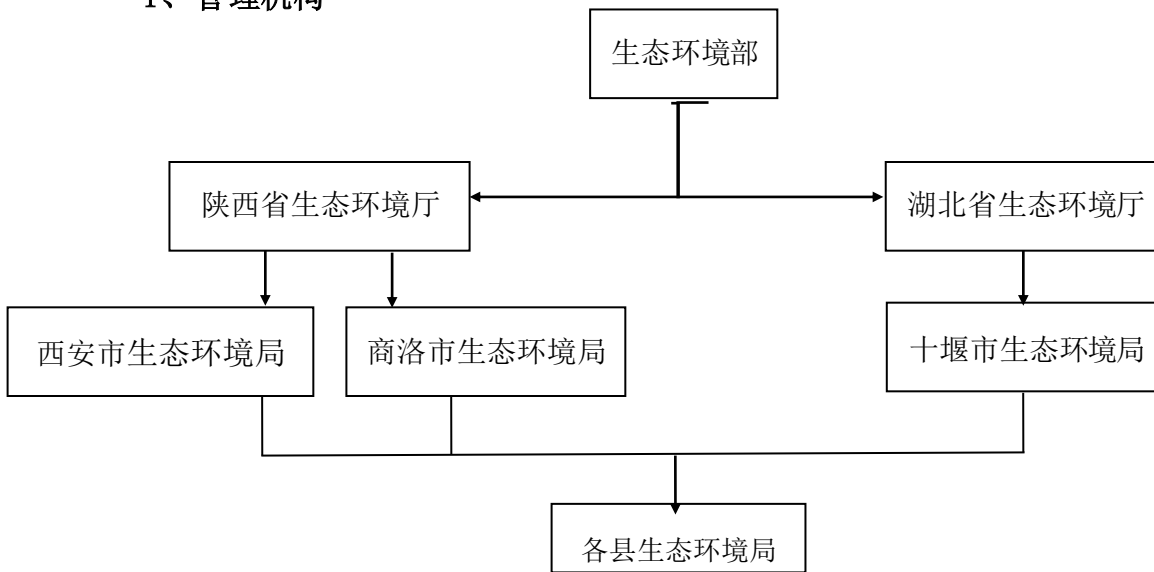 1、管理机构
生态环境部
陕西省生态环境厅
湖北省生态环境厅
西安市生态环境局
商洛市生态环境局
十堰市生态环境局
各县生态环境局